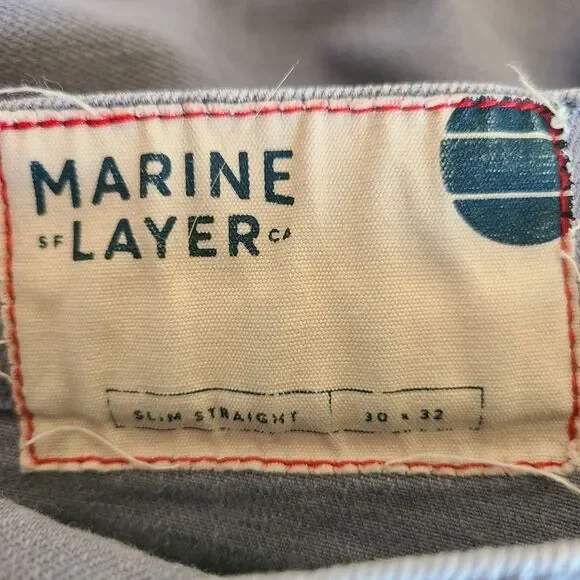 MARINE
SF LAYER CA
SLIM STRAIGHT 30 x 32